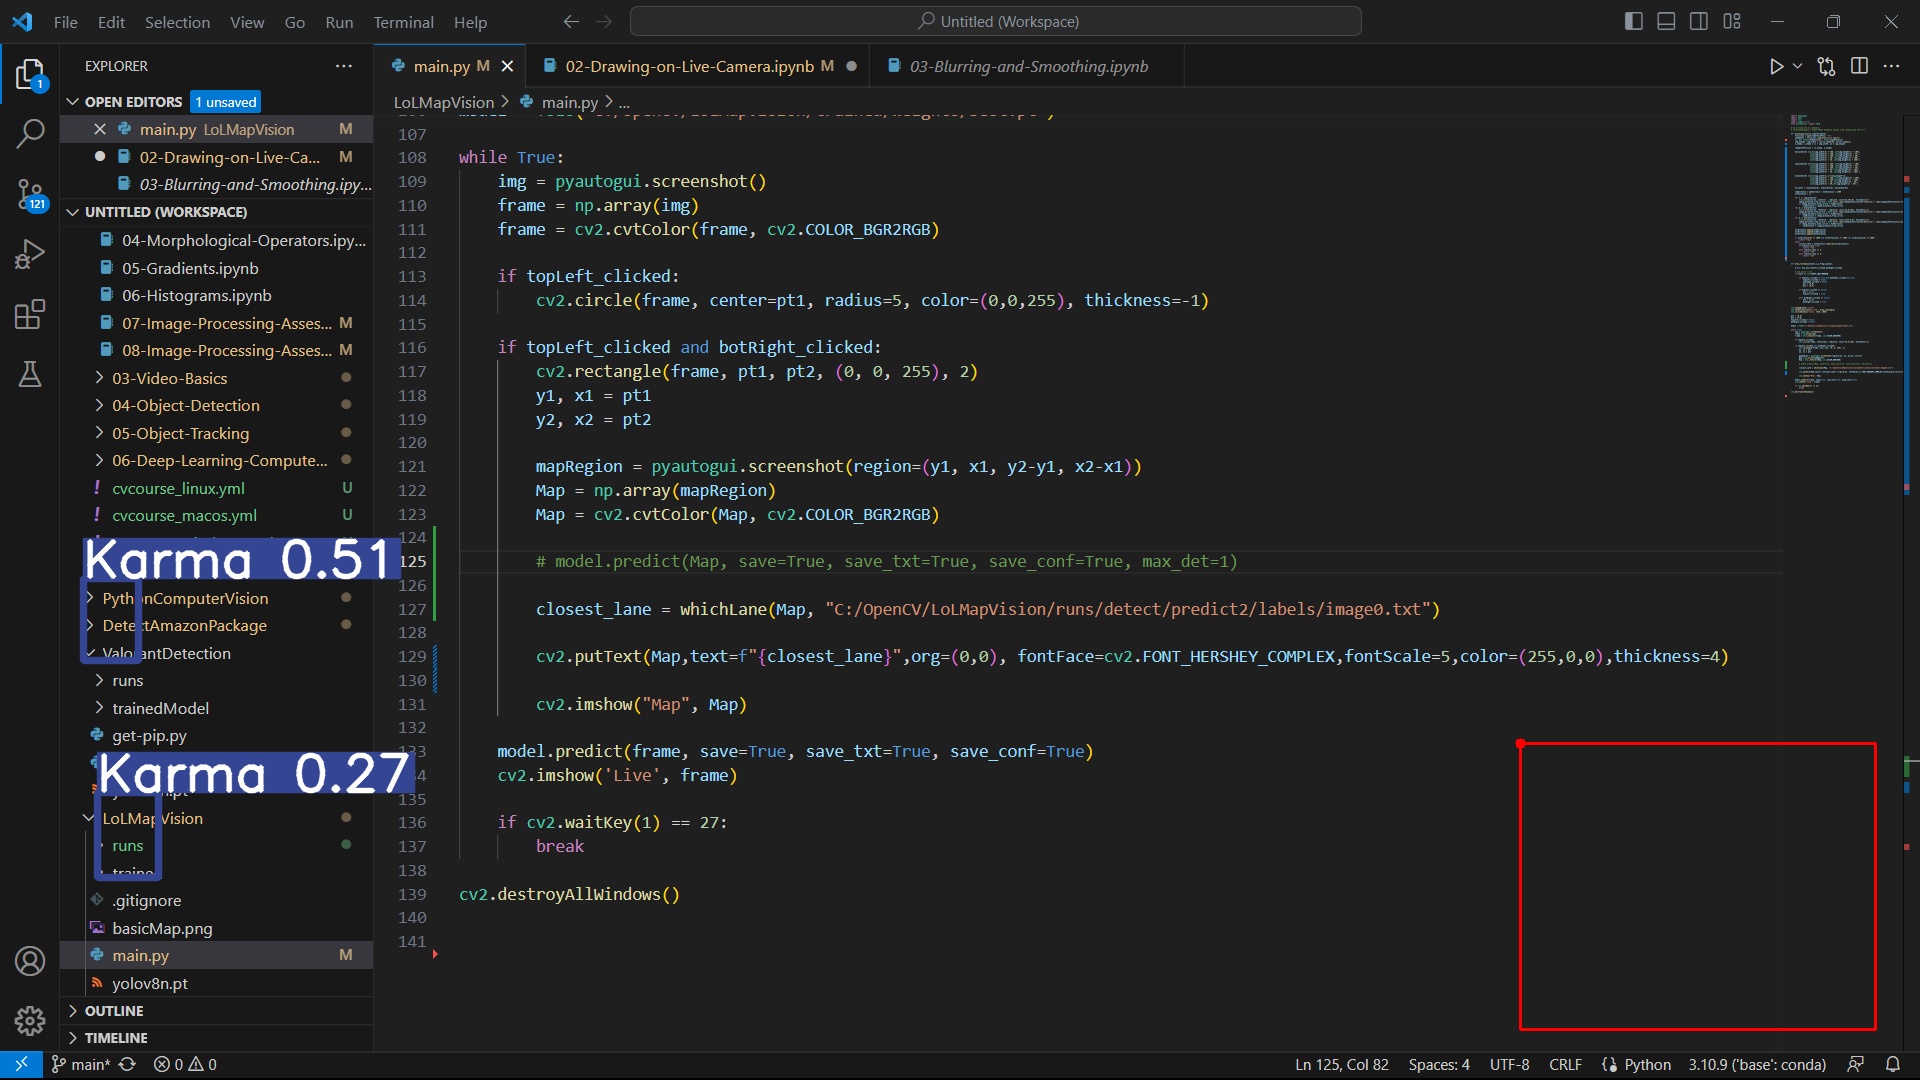 File Edit Selection View Go Run Terminal Help
Untitled (Workspace)
EXPLORER
OPEN EDITORS 1 unsaved
main.py LoLMapVision M
02-Drawing-on-Live-Ca... M
03-Blurring-and-Smoothing.ipy...
UNTITLED (WORKSPACE)
04-Morphological-Operators.ipy...
05-Gradients.ipynb
06-Histograms.ipynb
07-Image-Processing-Asses... M
08-Image-Processing-Asses... M
03-Video-Basics
04-Object-Detection
05-Object-Tracking
06-Deep-Learning-Compute...
cvcourse_linux.yml U
cvcourse_macos.yml U
Karma 0.51
PythonComputerVision
DetectAmazonPackage
ValorantDetection
runs
trainedModel
get-pip.py
Karma 0.27
LoLMapVision
runs
.gitignore
basicMap.png
main.py M
yolov8n.pt
OUTLINE
TIMELINE
1
121
main.py M
02-Drawing-on-Live-Camera.ipynb M
03-Blurring-and-Smoothing.ipynb
LoLMapVision > main.py > ...
107
108 while True:
109 img = pyautogui.screenshot()
110 frame = np.array(img)
111 frame = cv2.cvtColor(frame, cv2.COLOR_BGR2RGB)
112
113 if topLeft_clicked:
114 cv2.circle(frame, center=pt1, radius=5, color=(0,0,255), thickness=-1)
115
116 if topLeft_clicked and botRight_clicked:
117 cv2.rectangle(frame, pt1, pt2, (0, 0, 255), 2)
118 y1, x1 = pt1
119 y2, x2 = pt2
120
121 mapRegion = pyautogui.screenshot(region=(y1, x1, y2-y1, x2-x1))
122 Map = np.array(mapRegion)
123 Map = cv2.cvtColor(Map, cv2.COLOR_BGR2RGB)
124
125 # model.predict(Map, save=True, save_txt=True, save_conf=True, max_det=1)
126
127 closest_lane = whichLane(Map, "C:/OpenCV/LoLMapVision/runs/detect/predict2/labels/image0.txt")
128
129 cv2.putText(Map,text=f"{closest_lane}",org=(0,0), fontFace=cv2.FONT_HERSHEY_COMPLEX,fontScale=5,color=(255,0,0),thickness=4)
130
131 cv2.imshow("Map", Map)
132
model.predict(frame, save=True, save_txt=True, save_conf=True)
cv2.imshow('Live', frame)
135
136 if cv2.waitKey(1) == 27:
137 break
138
139 cv2.destroyAllWindows()
140
141
main* 0 0
Ln 125, Col 82 Spaces: 4 UTF-8 CRLF Python 3.10.9 ('base': conda)